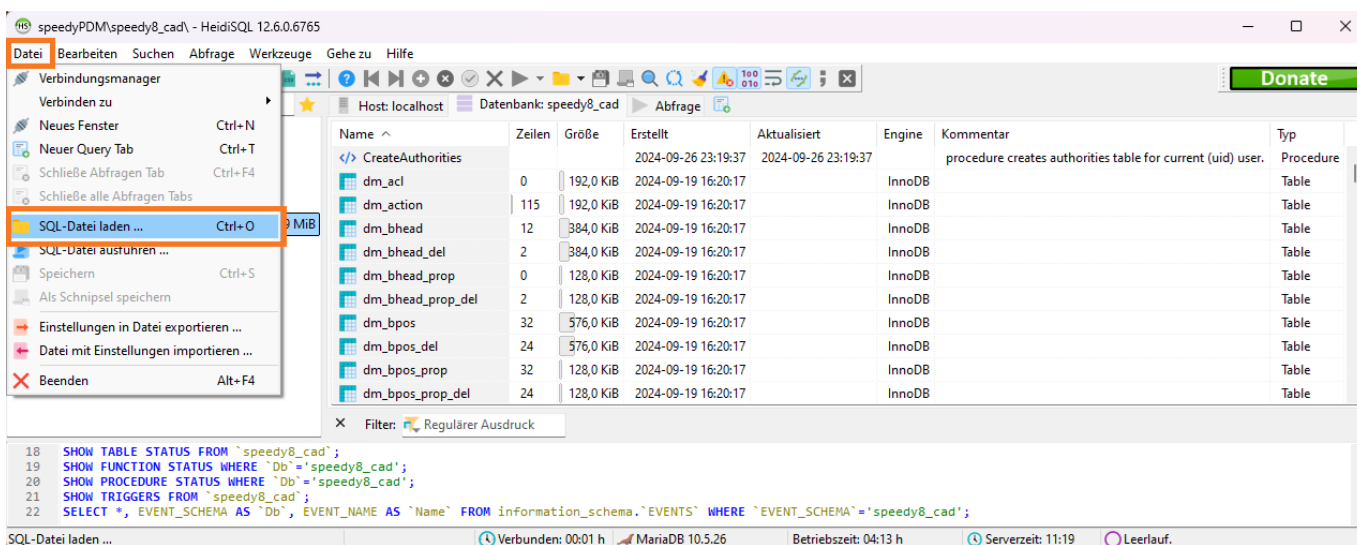 speedyPDM\speedy8_cad\ - HeidiSQL 12.6.0.6765
Datei Bearbeiten Suchen Abfrage Werkzeuge Gehe zu Hilfe
Donate
Verbindungsmanager
Verbinden zu
Neues Fenster Ctrl+N
Neuer Query Tab Ctrl+T
Schließe Abfragen Tab Ctrl+F4
Schließe alle Abfragen Tabs
SQL-Datei laden ... Ctrl+O
SQL-Datei ausführen ...
Speichern Ctrl+S
Als Schnipsel speichern
Einstellungen in Datei exportieren ...
Datei mit Einstellungen importieren ...
Beenden Alt+F4
MiB
Host: localhost Datenbank: speedy8_cad Abfrage
Name Zeilen Größe Erstellt Aktualisiert Engine Kommentar Typ
CreateAuthorities 2024-09-26 23:19:37 2024-09-26 23:19:37 procedure creates authorities table for current (uid) user. Procedure
dm_acl 0 192,0 KiB 2024-09-19 16:20:17 InnoDB Table
dm_action 115 192,0 KiB 2024-09-19 16:20:17 InnoDB Table
dm_bhead 12 384,0 KiB 2024-09-19 16:20:17 InnoDB Table
dm_bhead_del 2 384,0 KiB 2024-09-19 16:20:17 InnoDB Table
dm_bhead_prop 0 128,0 KiB 2024-09-19 16:20:17 InnoDB Table
dm_bhead_prop_del 2 128,0 KiB 2024-09-19 16:20:17 InnoDB Table
dm_bpos 32 576,0 KiB 2024-09-19 16:20:17 InnoDB Table
dm_bpos_del 24 576,0 KiB 2024-09-19 16:20:17 InnoDB Table
dm_bpos_prop 32 128,0 KiB 2024-09-19 16:20:17 InnoDB Table
dm_bpos_prop_del 24 128,0 KiB 2024-09-19 16:20:17 InnoDB Table
Filter: Regulärer Ausdruck
18 SHOW TABLE STATUS FROM `speedy8_cad`;
19 SHOW FUNCTION STATUS WHERE `Db`='speedy8_cad';
20 SHOW PROCEDURE STATUS WHERE `Db`='speedy8_cad';
21 SHOW TRIGGERS FROM `speedy8_cad`;
22 SELECT *, EVENT_SCHEMA AS `Db`, EVENT_NAME AS `Name` FROM information_schema.`EVENTS` WHERE `EVENT_SCHEMA`='speedy8_cad';
SQL-Datei laden ... Verbunden: 00:01 h MariaDB 10.5.26 Betriebszeit: 04:13 h Serverzeit: 11:19 Leerlauf.